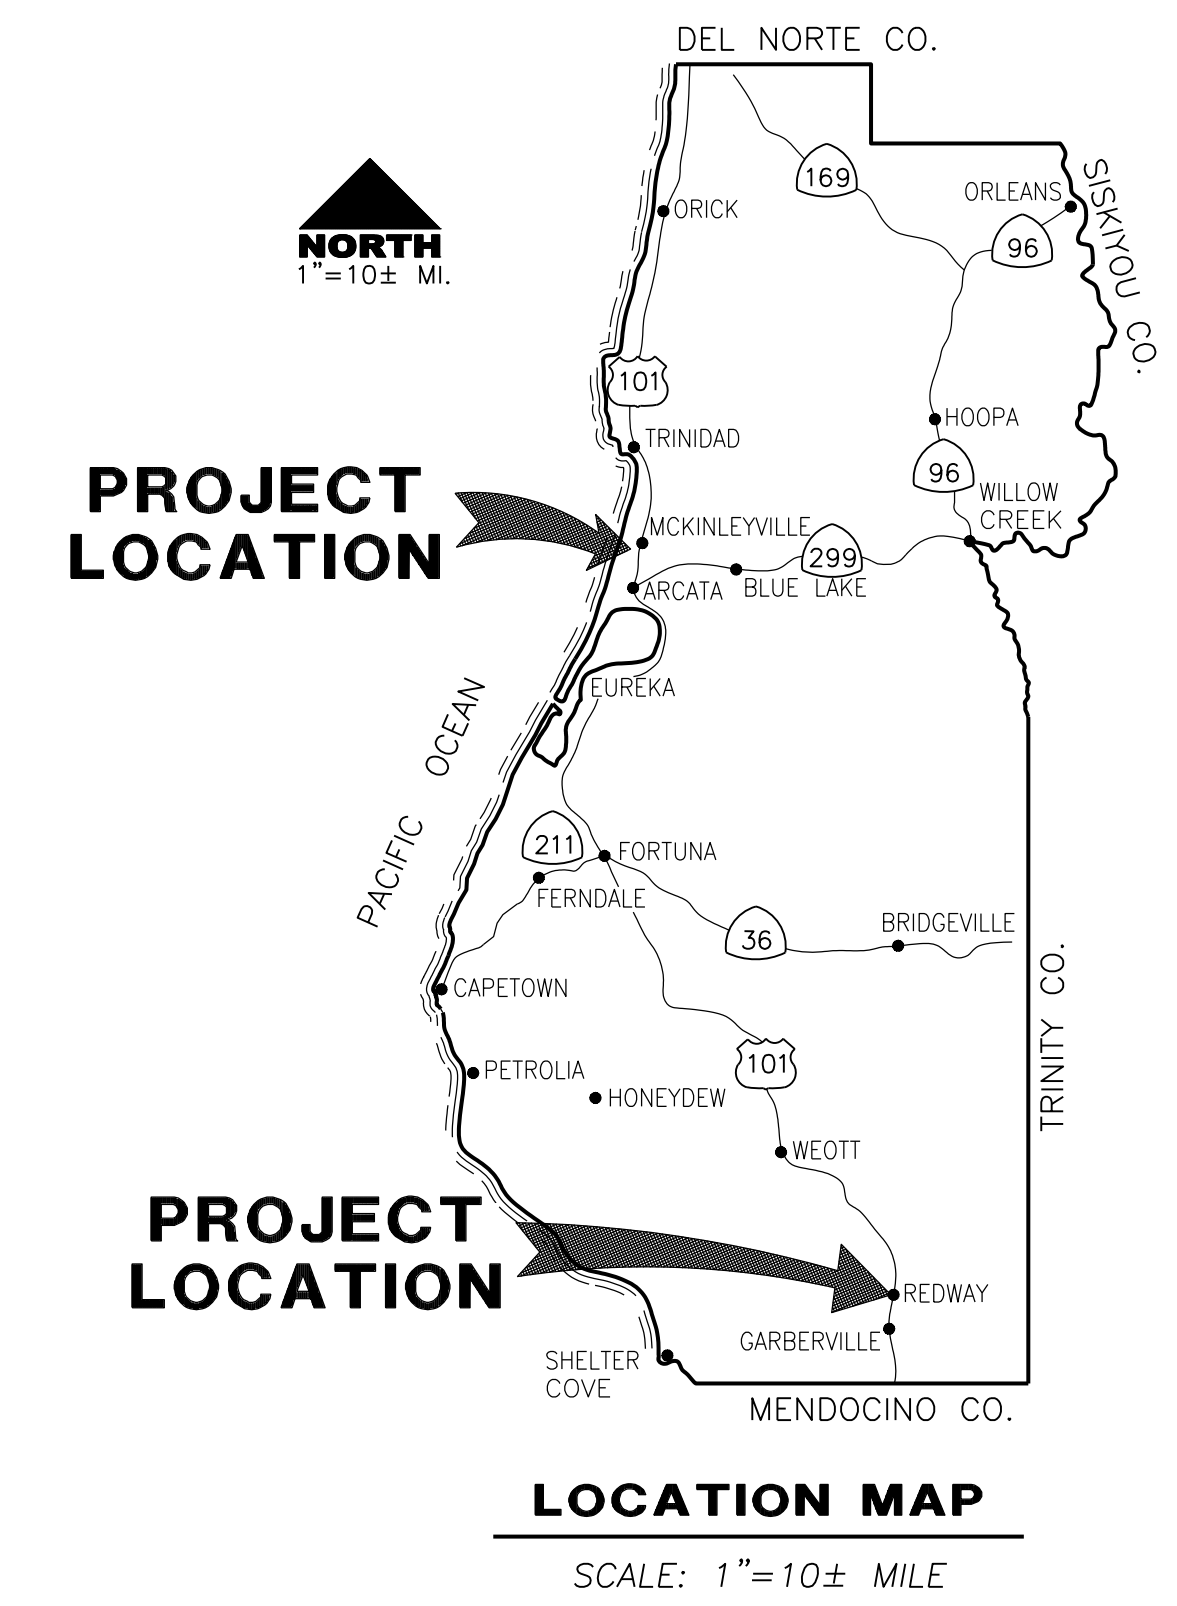 DEL NORTE CO.
169
ORLEANS
SISKIYOU CO.
ORICK
96
NORTH
1"=10± MI.
101
HOOPA
TRINIDAD
96
PROJECT
LOCATION
WILLOW
CREEK
MCKINLEYVILLE
299
ARCATA
BLUE LAKE
EUREKA
PACIFIC OCEAN
211
FORTUNA
FERNDALE
36
BRIDGEVILLE
CAPETOWN
TRINITY CO.
101
PETROLIA
HONEYDEW
WEOTT
PROJECT
LOCATION
REDWAY
GARBERVILLE
SHELTER
COVE
MENDOCINO CO.
LOCATION MAP
SCALE: 1"=10± MILE